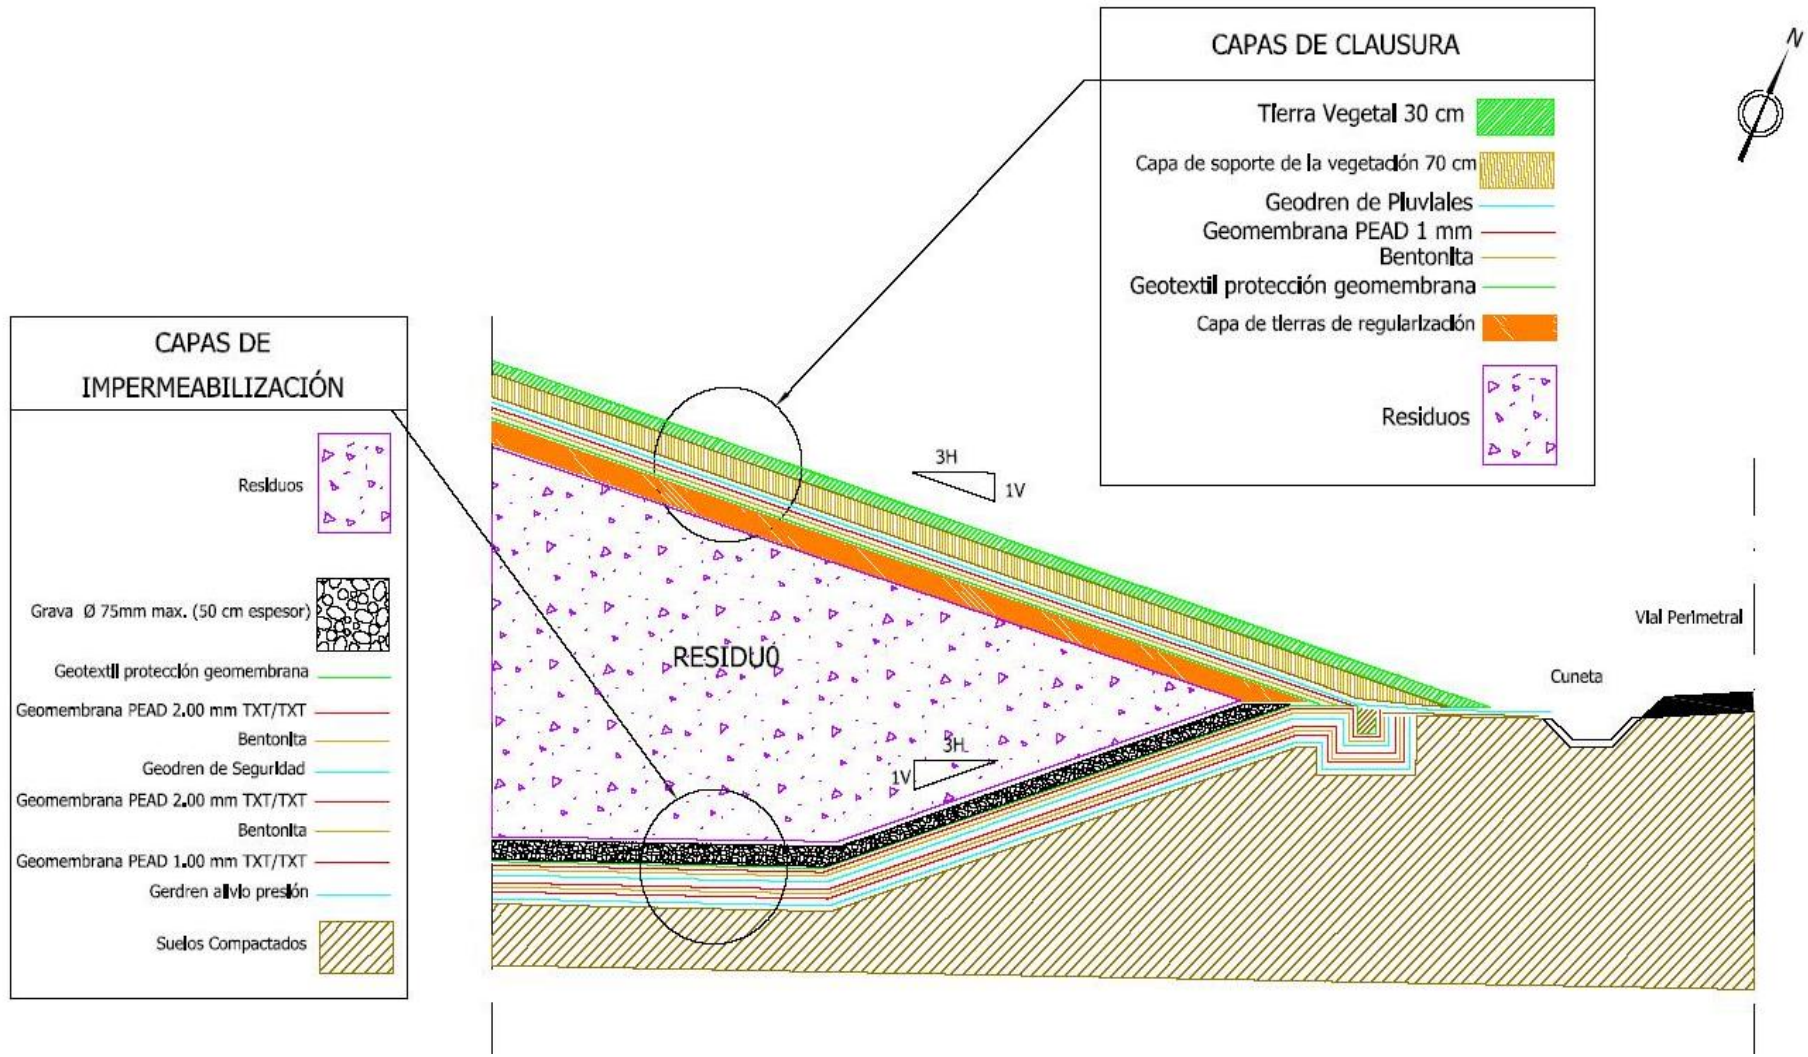 CAPAS DE CLAUSURA
Tierra Vegetal 30 cm
Capa de soporte de la vegetación 70 cm
Geodren de Pluviales
Geomembrana PEAD 1 mm
Bentonita
Geotextil protección geomembrana
Capa de tierras de regularización
Residuos
N
CAPAS DE
IMPERMEABILIZACIÓN
Residuos
Grava Ø 75mm max. (50 cm espesor)
Geotextil protección geomembrana
Geomembrana PEAD 2.00 mm TXT/TXT
Bentonita
Geodren de Seguridad
Geomembrana PEAD 2.00 mm TXT/TXT
Bentonita
Geomembrana PEAD 1.00 mm TXT/TXT
Gerdren alivio presión
Suelos Compactados
3H
1V
RESIDUO
3H
1V
Vial Perimetral
Cuneta